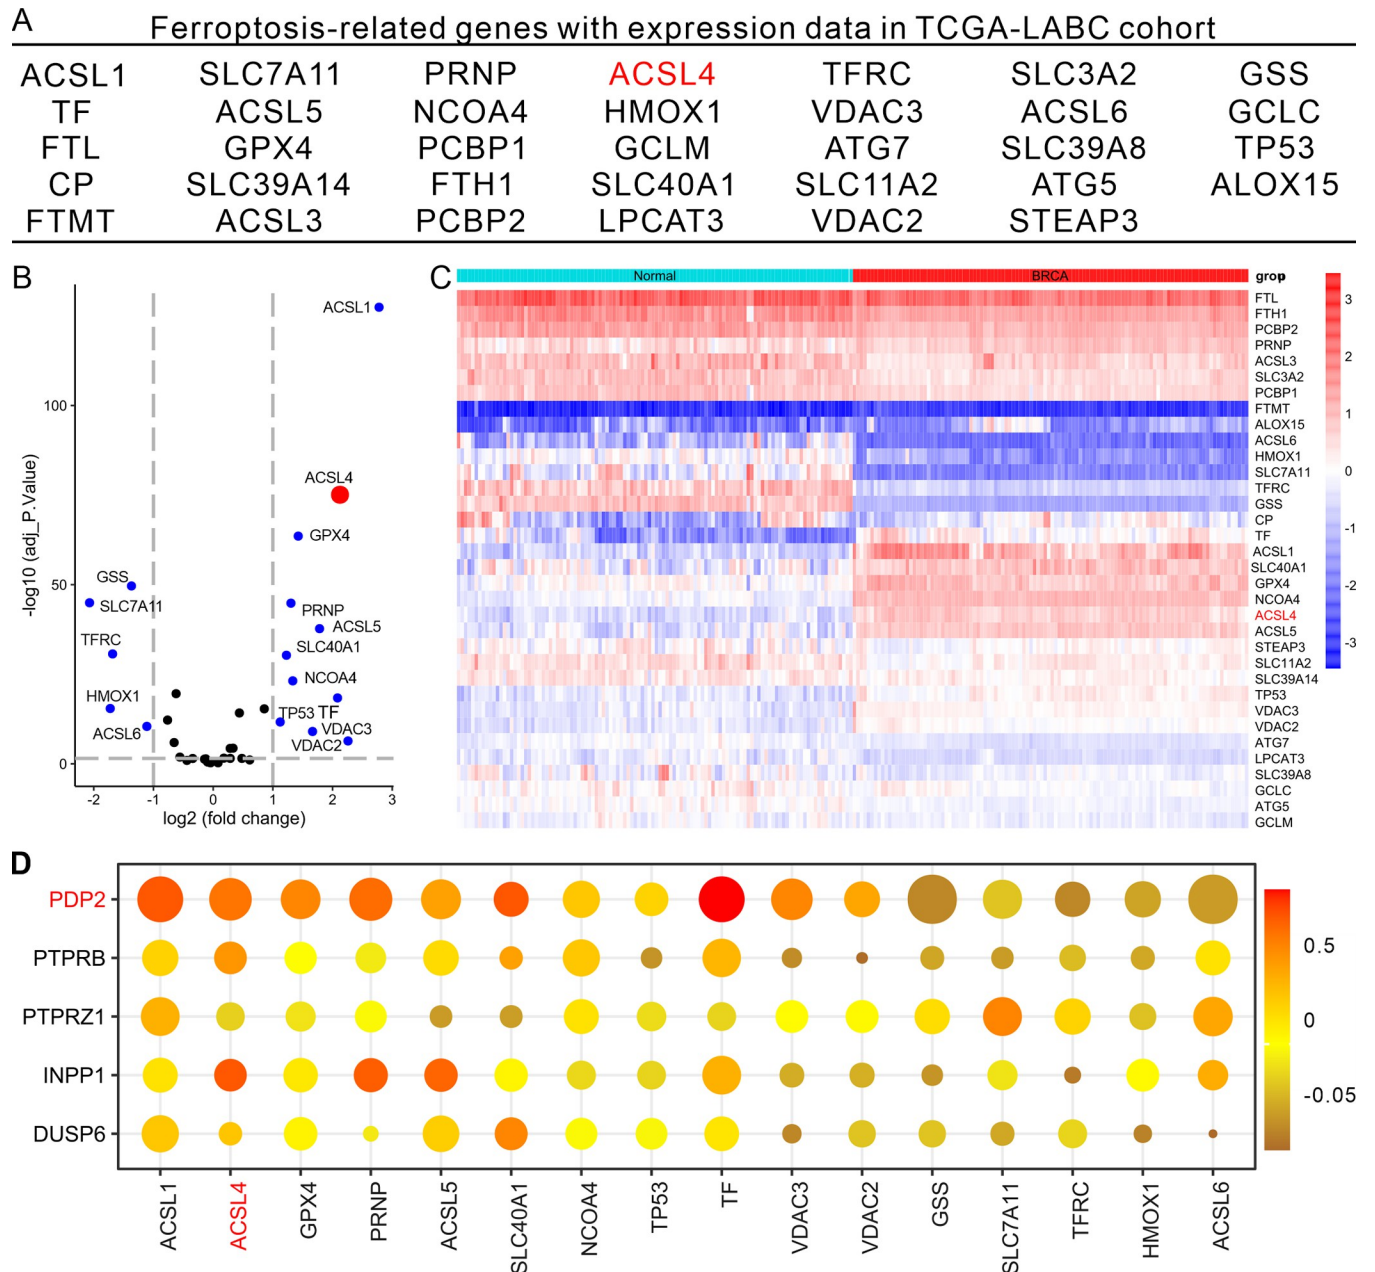 A
Ferroptosis-related genes with expression data in TCGA-LABC cohort
ACSL1 SLC7A11 PRNP ACSL4 TFRC SLC3A2 GSS
TF ACSL5 NCOA4 HMOX1 VDAC3 ACSL6 GCLC
FTL GPX4 PCBP1 GCLM ATG7 SLC39A8 TP53
CP SLC39A14 FTH1 SLC40A1 SLC11A2 ATG5 ALOX15
FTMT ACSL3 PCBP2 LPCAT3 VDAC2 STEAP3
B
-log10 (adj_P.Value)
100
50
0
ACSL1
ACSL4
GPX4
GSS
SLC7A11
PRNP
ACSL5
TFRC
SLC40A1
NCOA4
HMOX1
TP53 TF
ACSL6
VDAC3
VDAC2
-2 -1 0 1 2 3
log2 (fold change)
C
Normal BRCA group
FTL
FTH1
PCBP2
PRNP
ACSL3
SLC3A2
PCBP1
FTMT
ALOX15
ACSL6
HMOX1
SLC7A11
TFRC
GSS
CP
TF
ACSL1
SLC40A1
GPX4
NCOA4
ACSL4
ACSL5
STEAP3
SLC11A2
SLC39A14
TP53
VDAC3
VDAC2
ATG7
LPCAT3
SLC39A8
GCLC
ATG5
GCLM
3
2
1
0
-1
-2
-3
D
PDP2
PTPRB
PTPRZ1
INPP1
DUSP6
ACSL1 ACSL4 GPX4 PRNP ACSL5 SLC40A1 NCOA4 TP53 TF VDAC3 VDAC2 GSS SLC7A11 TFRC HMOX1 ACSL6
0.5
0
-0.05